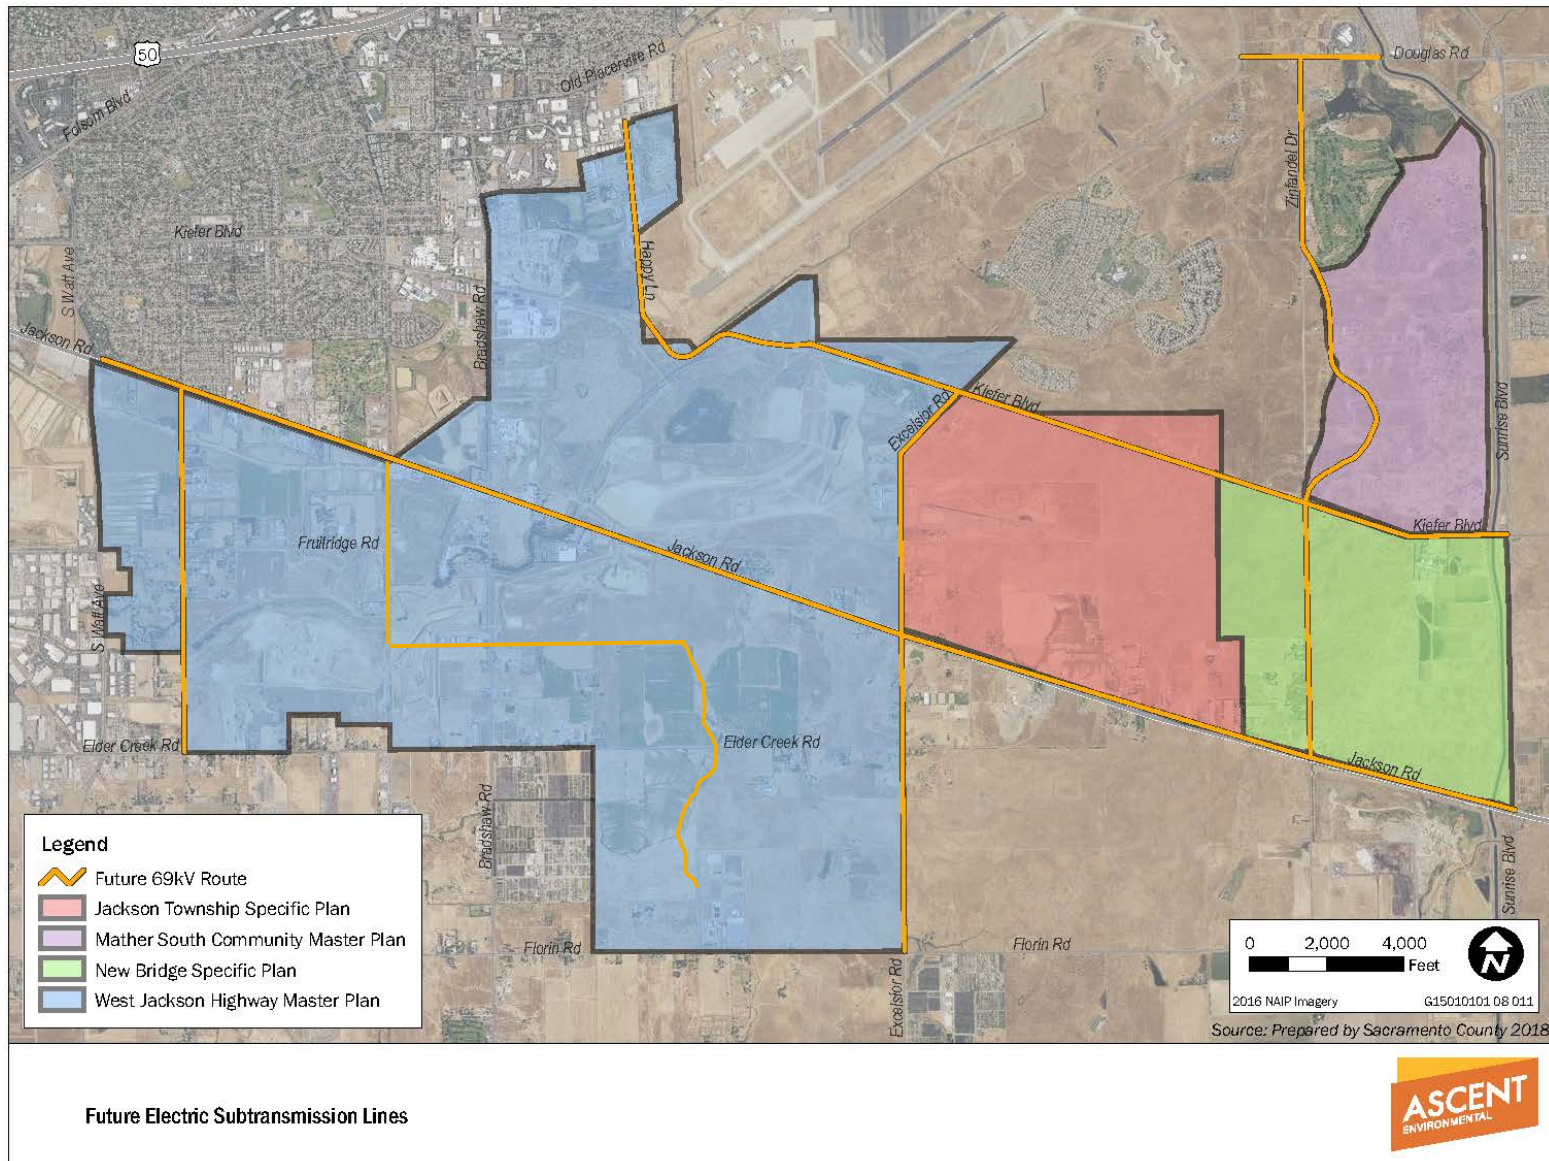 50
Folsom Blvd
Old Placerville Rd
Douglas Rd
Zinfandel Dr
Kiefer Blvd
S Watt Ave
Happy Ln
Bradshaw Rd
Jackson Rd
Kiefer Blvd
Excelsior Rd
Sunrise Blvd
Kiefer Blvd
Fruitridge Rd
Jackson Rd
S Watt Ave
Elder Creek Rd
Elder Creek Rd
Jackson Rd
Bradshaw Rd
Sunrise Blvd
Florin Rd
Florin Rd
Excelsior Rd
Legend
Future 69kV Route
Jackson Township Specific Plan
Mather South Community Master Plan
New Bridge Specific Plan
West Jackson Highway Master Plan
0 2,000 4,000
Feet
N
2016 NAIP Imagery G15010101 08 011
Source: Prepared by Sacramento County 2018
Future Electric Subtransmission Lines
ASCENT
ENVIRONMENTAL